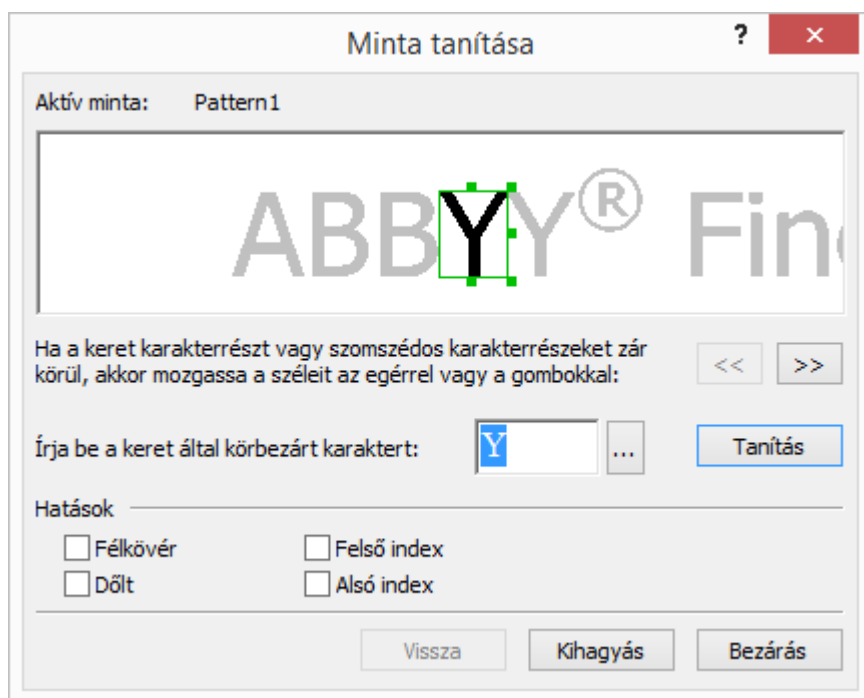 Minta tanítása
?
×
Aktív minta: Pattern1
ABBYY® Fin
Ha a keret karakterrészt vagy szomszédos karakterrészeket zár
körül, akkor mozgassa a széleit az egérrel vagy a gombokkal:
<< >>
Írja be a keret által körbezárt karaktert: Y ... Tanítás
Hatások
Félkövér Felső index
Dőlt Alsó index
Vissza Kihagyás Bezárás